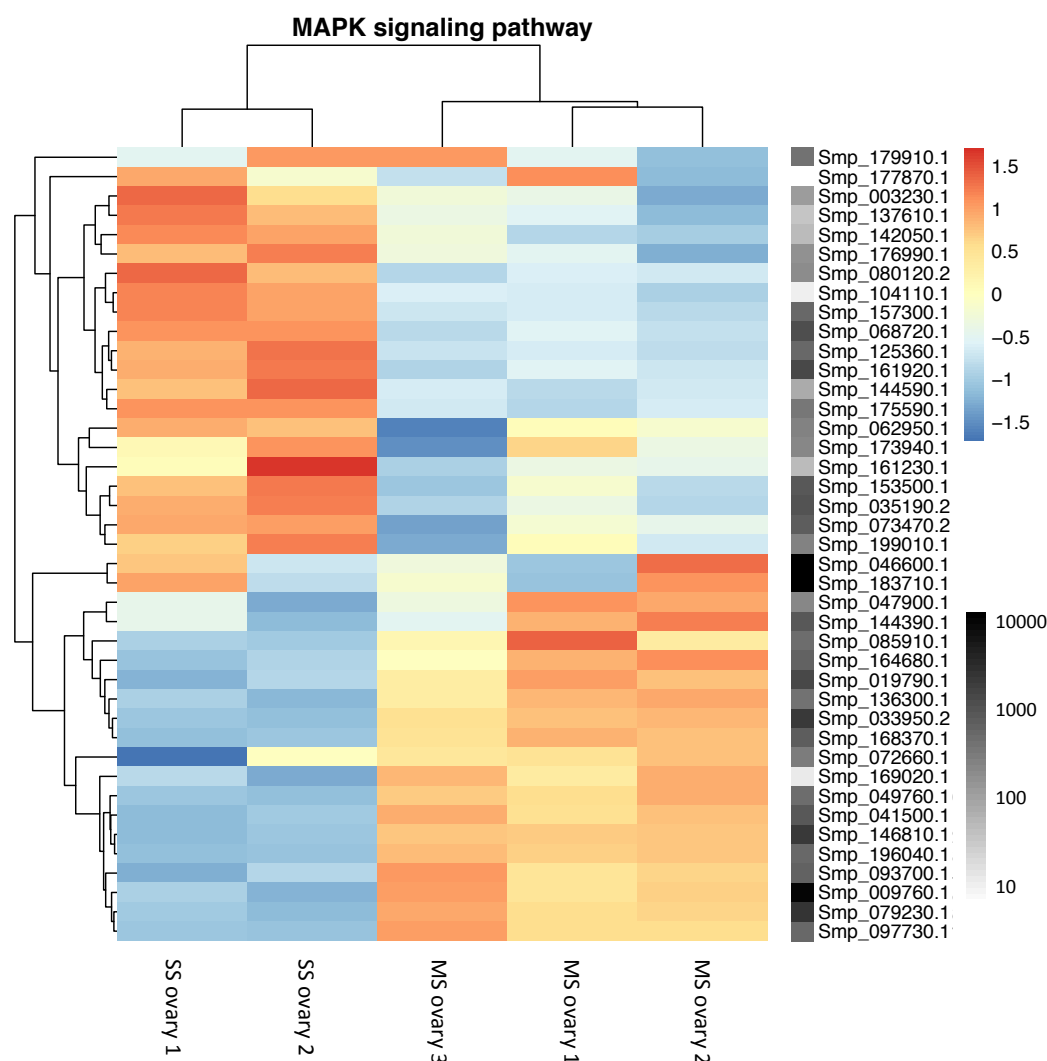 MAPK signaling pathway
Smp_179910.1
Smp_177870.1
Smp_003230.1
Smp_137610.1
Smp_142050.1
Smp_176990.1
Smp_080120.2
Smp_104110.1
Smp_157300.1
Smp_068720.1
Smp_125360.1
Smp_161920.1
Smp_144590.1
Smp_175590.1
Smp_062950.1
Smp_173940.1
Smp_161230.1
Smp_153500.1
Smp_035190.2
Smp_073470.2
Smp_199010.1
Smp_046600.1
Smp_183710.1
Smp_047900.1
Smp_144390.1
Smp_085910.1
Smp_164680.1
Smp_019790.1
Smp_136300.1
Smp_033950.2
Smp_168370.1
Smp_072660.1
Smp_169020.1
Smp_049760.1
Smp_041500.1
Smp_146810.1
Smp_196040.1
Smp_093700.1
Smp_009760.1
Smp_079230.1
Smp_097730.1
1.5
1
0.5
0
−0.5
−1
−1.5
10000
1000
100
10
SS ovary 1
SS ovary 2
MS ovary 3
MS ovary 1
MS ovary 2